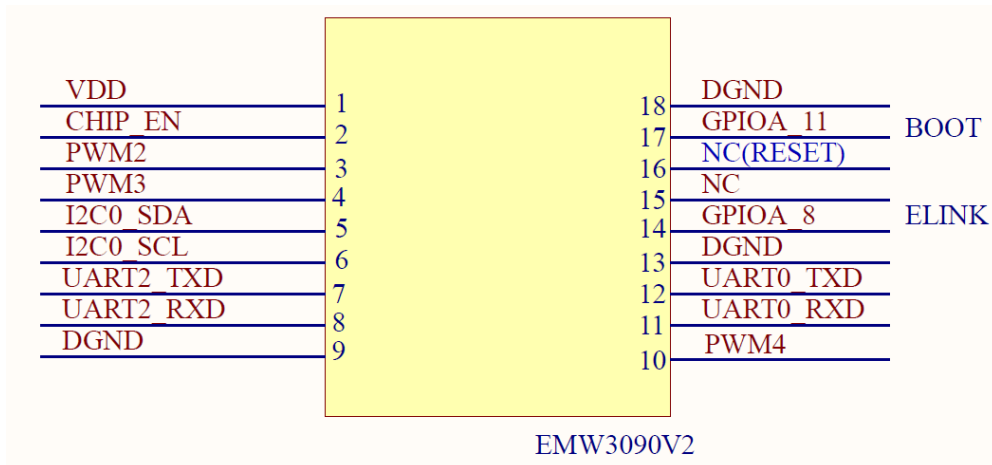 VDD 1
CHIP_EN 2
PWM2 3
PWM3 4
I2C0_SDA 5
I2C0_SCL 6
UART2_TXD 7
UART2_RXD 8
DGND 9
18 DGND
17 GPIOA_11 BOOT
16 NC(RESET)
15 NC
14 GPIOA_8 ELINK
13 DGND
12 UART0_TXD
11 UART0_RXD
10 PWM4
EMW3090V2